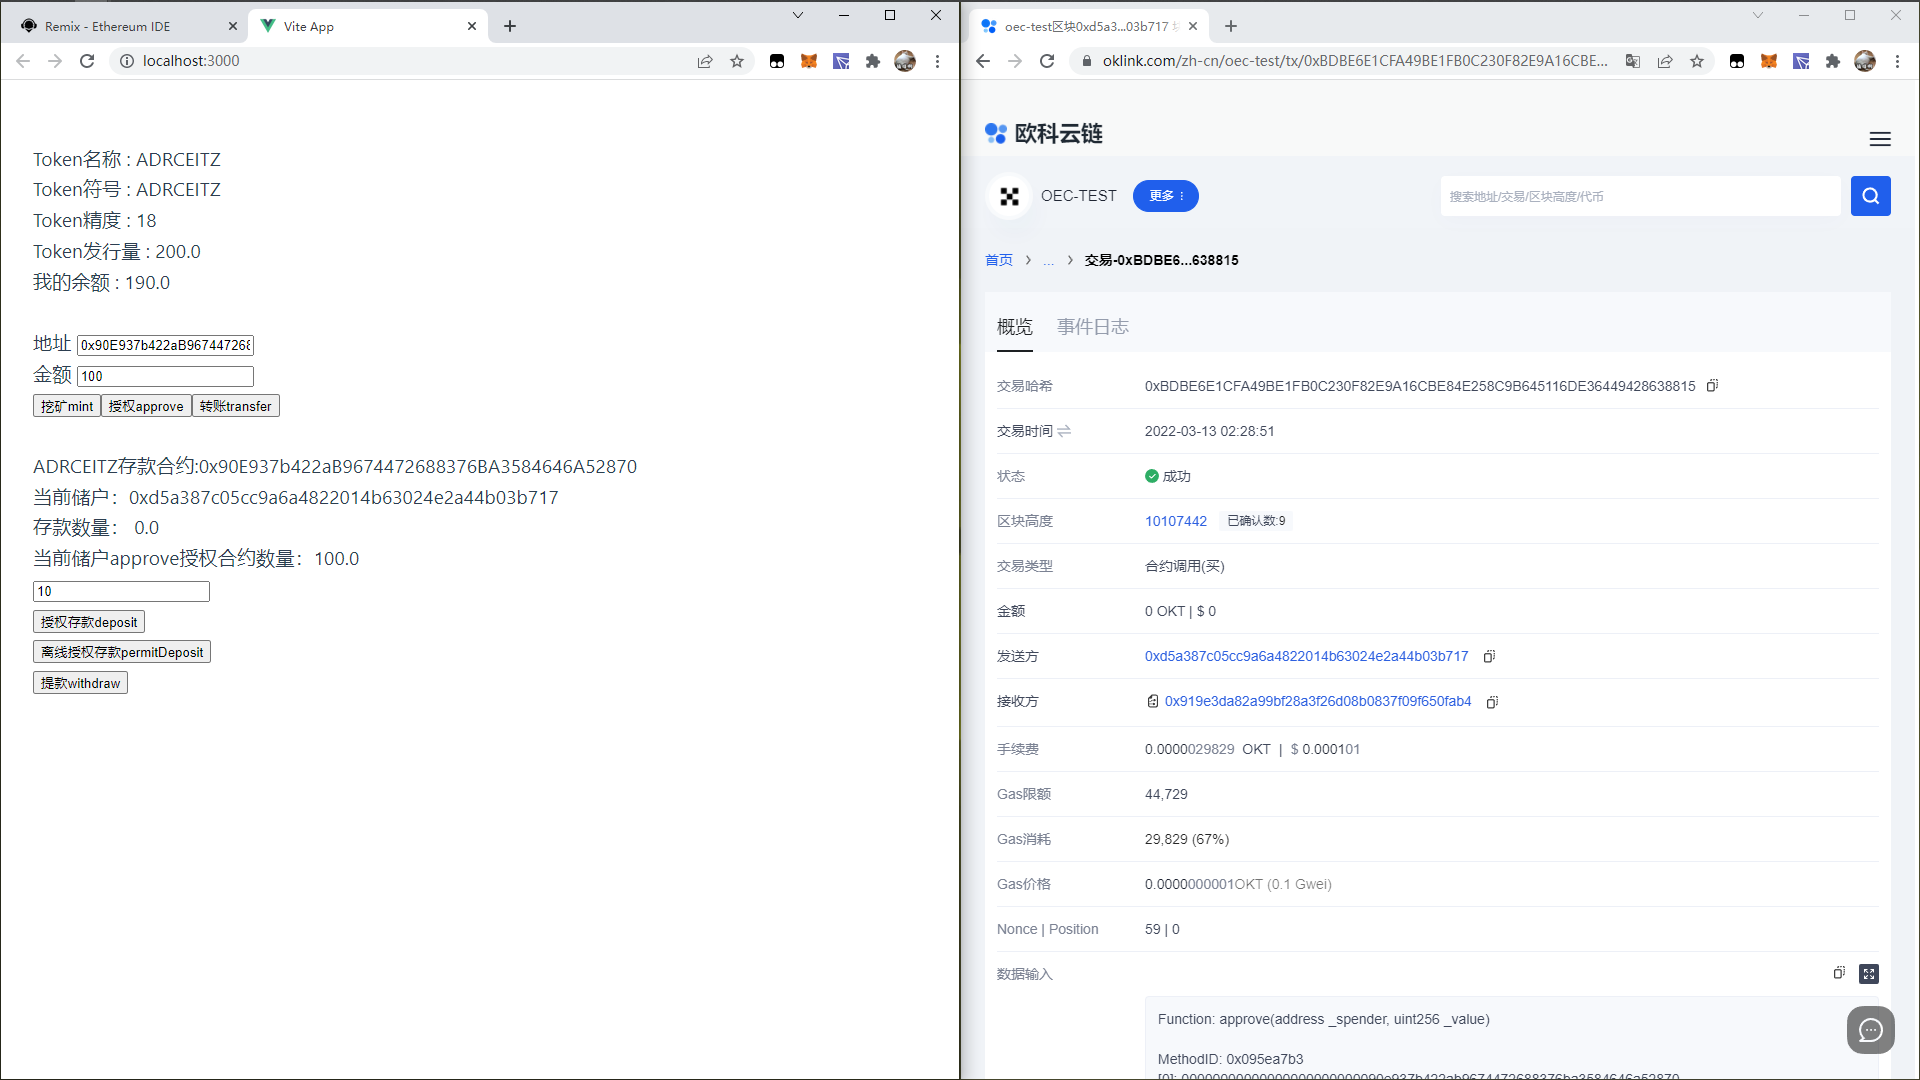 Remix - Ethereum IDE
Vite App
localhost:3000
Token名称 : ADRCEITZ
Token符号 : ADRCEITZ
Token精度 : 18
Token发行量 : 200.0
我的余额 : 190.0
地址 0x90E937b422aB967447268
金额 100
挖矿mint 授权approve 转账transfer
ADRCEITZ存款合约:0x90E937b422aB9674472688376BA3584646A52870
当前储户：0xd5a387c05cc9a6a4822014b63024e2a44b03b717
存款数量： 0.0
当前储户approve授权合约数量：100.0
10
授权存款deposit
离线授权存款permitDeposit
提款withdraw
oec-test区块0xd5a3...03b717
oklink.com/zh-cn/oec-test/tx/0xBDBE6E1CFA49BE1FB0C230F82E9A16CBE...
欧科云链
OEC-TEST 更多
搜索地址/交易/区块高度/代币
首页 > ... > 交易-0xBDBE6...638815
概览 事件日志
交易哈希 0xBDBE6E1CFA49BE1FB0C230F82E9A16CBE84E258C9B645116DE36449428638815
交易时间 2022-03-13 02:28:51
状态 成功
区块高度 10107442 已确认数:9
交易类型 合约调用(买)
金额 0 OKT | $ 0
发送方 0xd5a387c05cc9a6a4822014b63024e2a44b03b717
接收方 0x919e3da82a99bf28a3f26d08b0837f09f650fab4
手续费 0.0000029829 OKT | $ 0.000101
Gas限额 44,729
Gas消耗 29,829 (67%)
Gas价格 0.0000000001OKT (0.1 Gwei)
Nonce | Position 59 | 0
数据输入
Function: approve(address _spender, uint256 _value)
MethodID: 0x095ea7b3